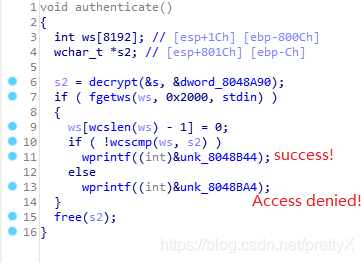 1 void authenticate()
2 {
3 int ws[8192]; // [esp+1Ch] [ebp-800Ch]
4 wchar_t *s2; // [esp+801Ch] [ebp-Ch]
5
6 s2 = decrypt(&s, &dword_8048A90);
7 if ( fgetws(ws, 0x2000, stdin) )
8 {
9 ws[wcslen(ws) - 1] = 0;
10 if ( !wcscmp(ws, s2) )
11 wprintf((int)&unk_8048B44); success!
12 else
13 wprintf((int)&unk_8048BA4); Access denied!
14 }
15 free(s2);
16 }
https://blog.csdn.net/prettyX